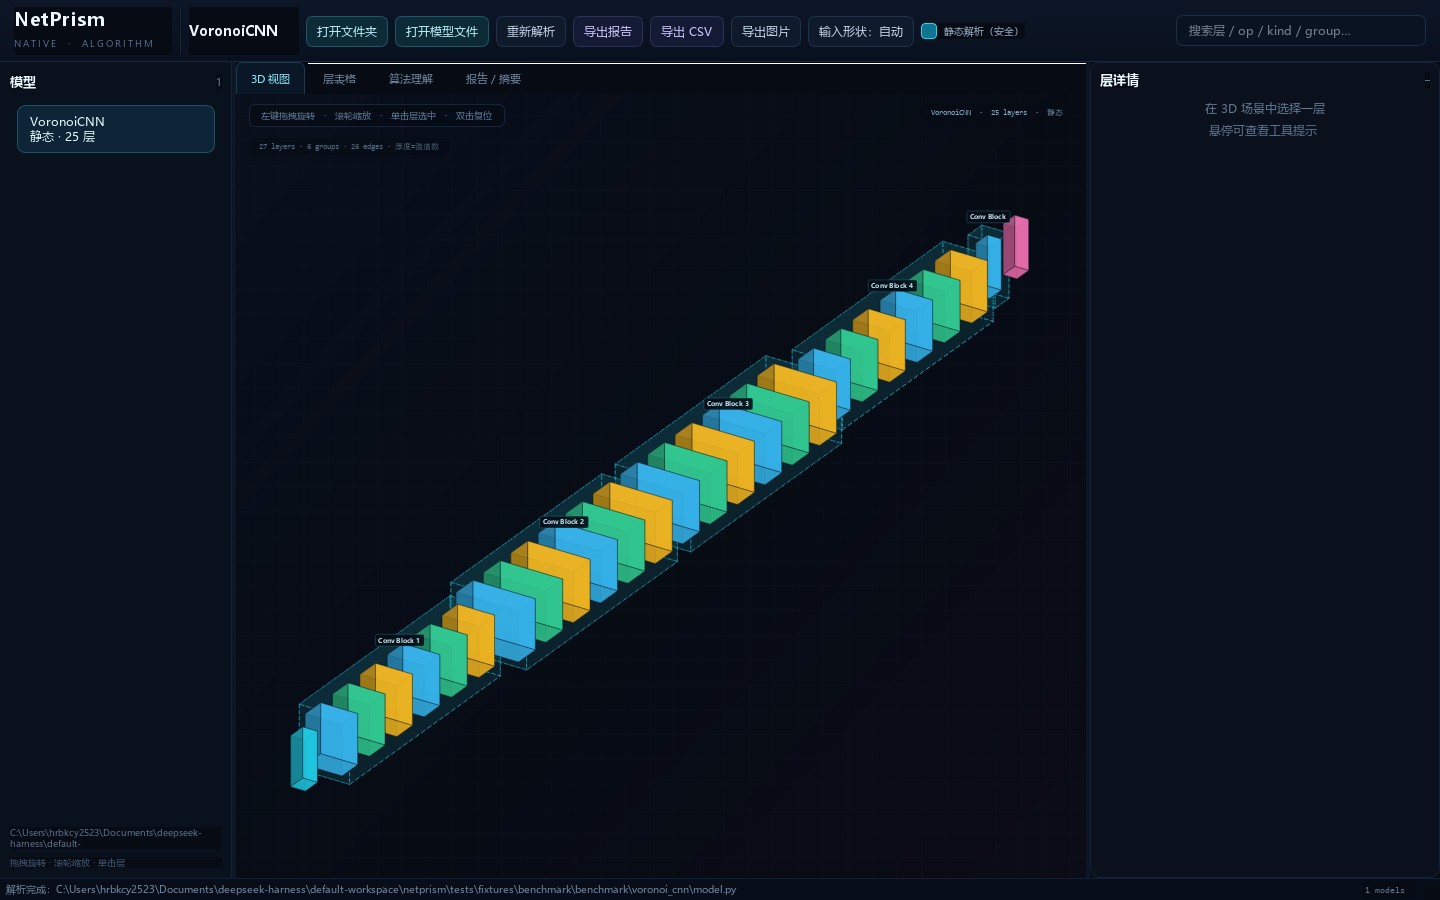 NetPrism
NATIVE · ALGORITHM
VoronoiCNN
打开文件夹
打开模型文件
重新解析
导出报告
导出 CSV
导出图片
输入形状：自动
静态解析（安全）
搜索层 / op / kind / group...
模型
1
VoronoiCNN
静态 · 25 层
3D 视图
层表格
算法理解
报告 / 摘要
左键拖拽旋转 · 滚轮缩放 · 单击层选中 · 双击复位
VoronoiCNN · 25 layers · 静态
27 layers · 6 groups · 26 edges · 厚度=通道数
Conv Block
Conv Block 4
Conv Block 3
Conv Block 2
Conv Block 1
层详情
–
在 3D 场景中选择一层
悬停可查看工具提示
C:\Users\hrbkcy2523\Documents\deepseek-
harness\default-
拖拽旋转 · 滚轮缩放 · 单击层
解析完成：C:\Users\hrbkcy2523\Documents\deepseek-harness\default-workspace\netprism\tests\fixtures\benchmark\benchmark\voronoi_cnn\model.py
1 models